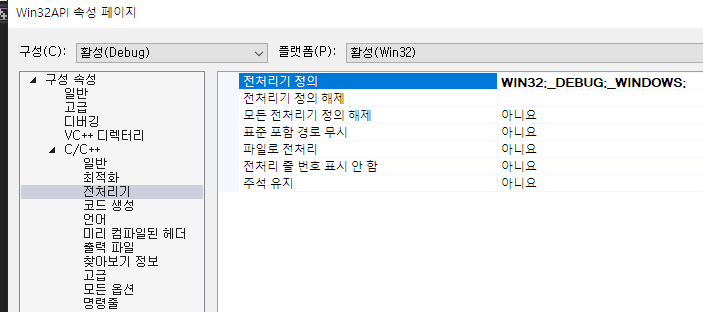 Win32API 속성 페이지
구성(C): 활성(Debug) 플랫폼(P): 활성(Win32)
구성 속성
일반
고급
디버깅
VC++ 디렉터리
C/C++
일반
최적화
전처리기
코드 생성
언어
미리 컴파일된 헤더
출력 파일
찾아보기 정보
고급
모든 옵션
명령줄
전처리기 정의 WIN32;_DEBUG;_WINDOWS;
전처리기 정의 해제
모든 전처리기 정의 해제 아니요
표준 포함 경로 무시 아니요
파일로 전처리 아니요
전처리 줄 번호 표시 안 함 아니요
주석 유지 아니요